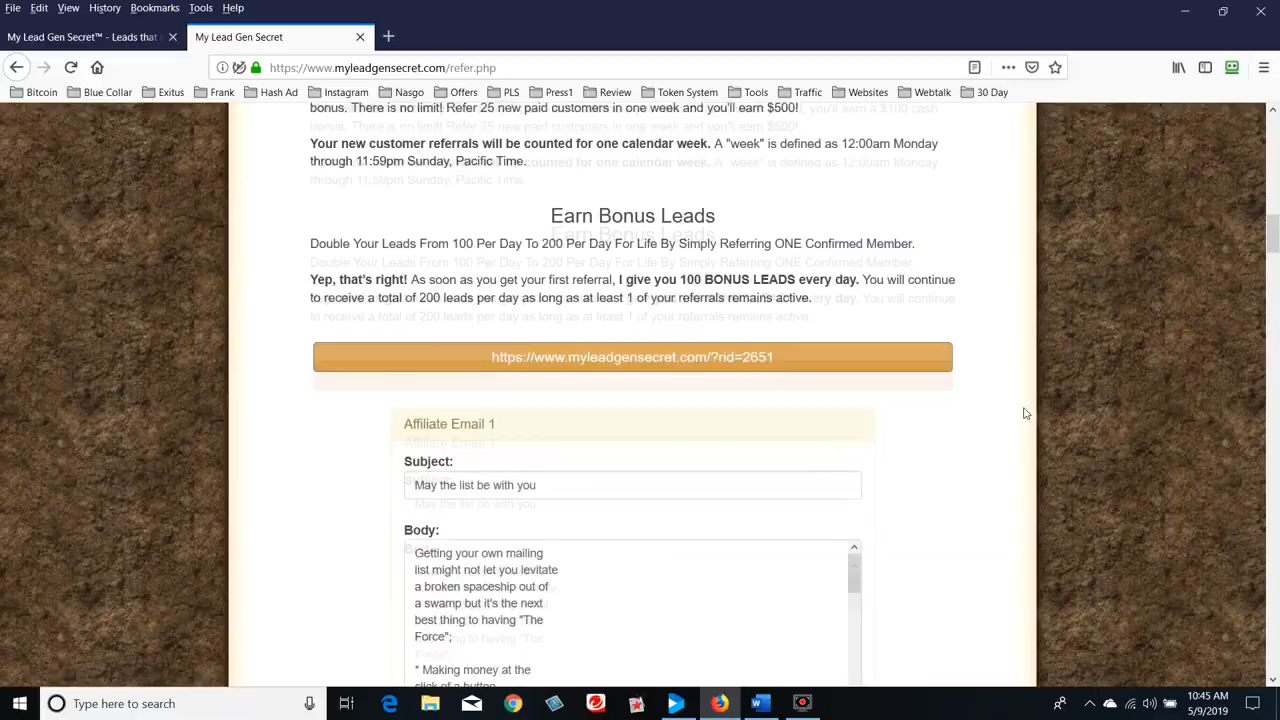 File Edit View History Bookmarks Tools Help
My Lead Gen Secret™ - Leads that
My Lead Gen Secret
https://www.myleadgensecret.com/refer.php
Bitcoin Blue Collar Exitus Frank Hash Ad Instagram Nasgo Offers PLS Press1 Review Token System Tools Traffic Websites Webtalk 30 Day
bonus. There is no limit! Refer 25 new paid customers in one week and you'll earn $500!
Your new customer referrals will be counted for one calendar week. A "week" is defined as 12:00am Monday
through 11:59pm Sunday, Pacific Time.
Earn Bonus Leads
Double Your Leads From 100 Per Day To 200 Per Day For Life By Simply Referring ONE Confirmed Member.
Yep, that's right! As soon as you get your first referral, I give you 100 BONUS LEADS every day. You will continue
to receive a total of 200 leads per day as long as at least 1 of your referrals remains active.
https://www.myleadgensecret.com/?rid=2651
Affiliate Email 1
Subject:
May the list be with you
Body:
Getting your own mailing
list might not let you levitate
a broken spaceship out of
a swamp but it's the next
best thing to having "The
Force";
* Making money at the
click of a button
Type here to search
10:45 AM
5/9/2019